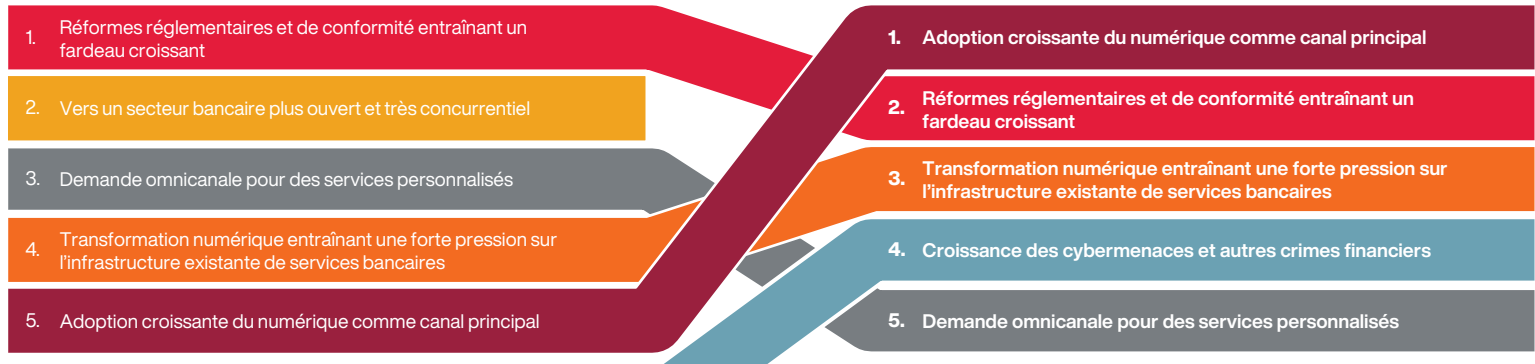 1. Réformes réglementaires et de conformité entraînant un
fardeau croissant
2. Vers un secteur bancaire plus ouvert et très concurrentiel
3. Demande omnicanale pour des services personnalisés
4. Transformation numérique entraînant une forte pression sur
l'infrastructure existante de services bancaires
5. Adoption croissante du numérique comme canal principal
1. Adoption croissante du numérique comme canal principal
2. Réformes réglementaires et de conformité entraînant un
fardeau croissant
3. Transformation numérique entraînant une forte pression sur
l'infrastructure existante de services bancaires
4. Croissance des cybermenaces et autres crimes financiers
5. Demande omnicanale pour des services personnalisés